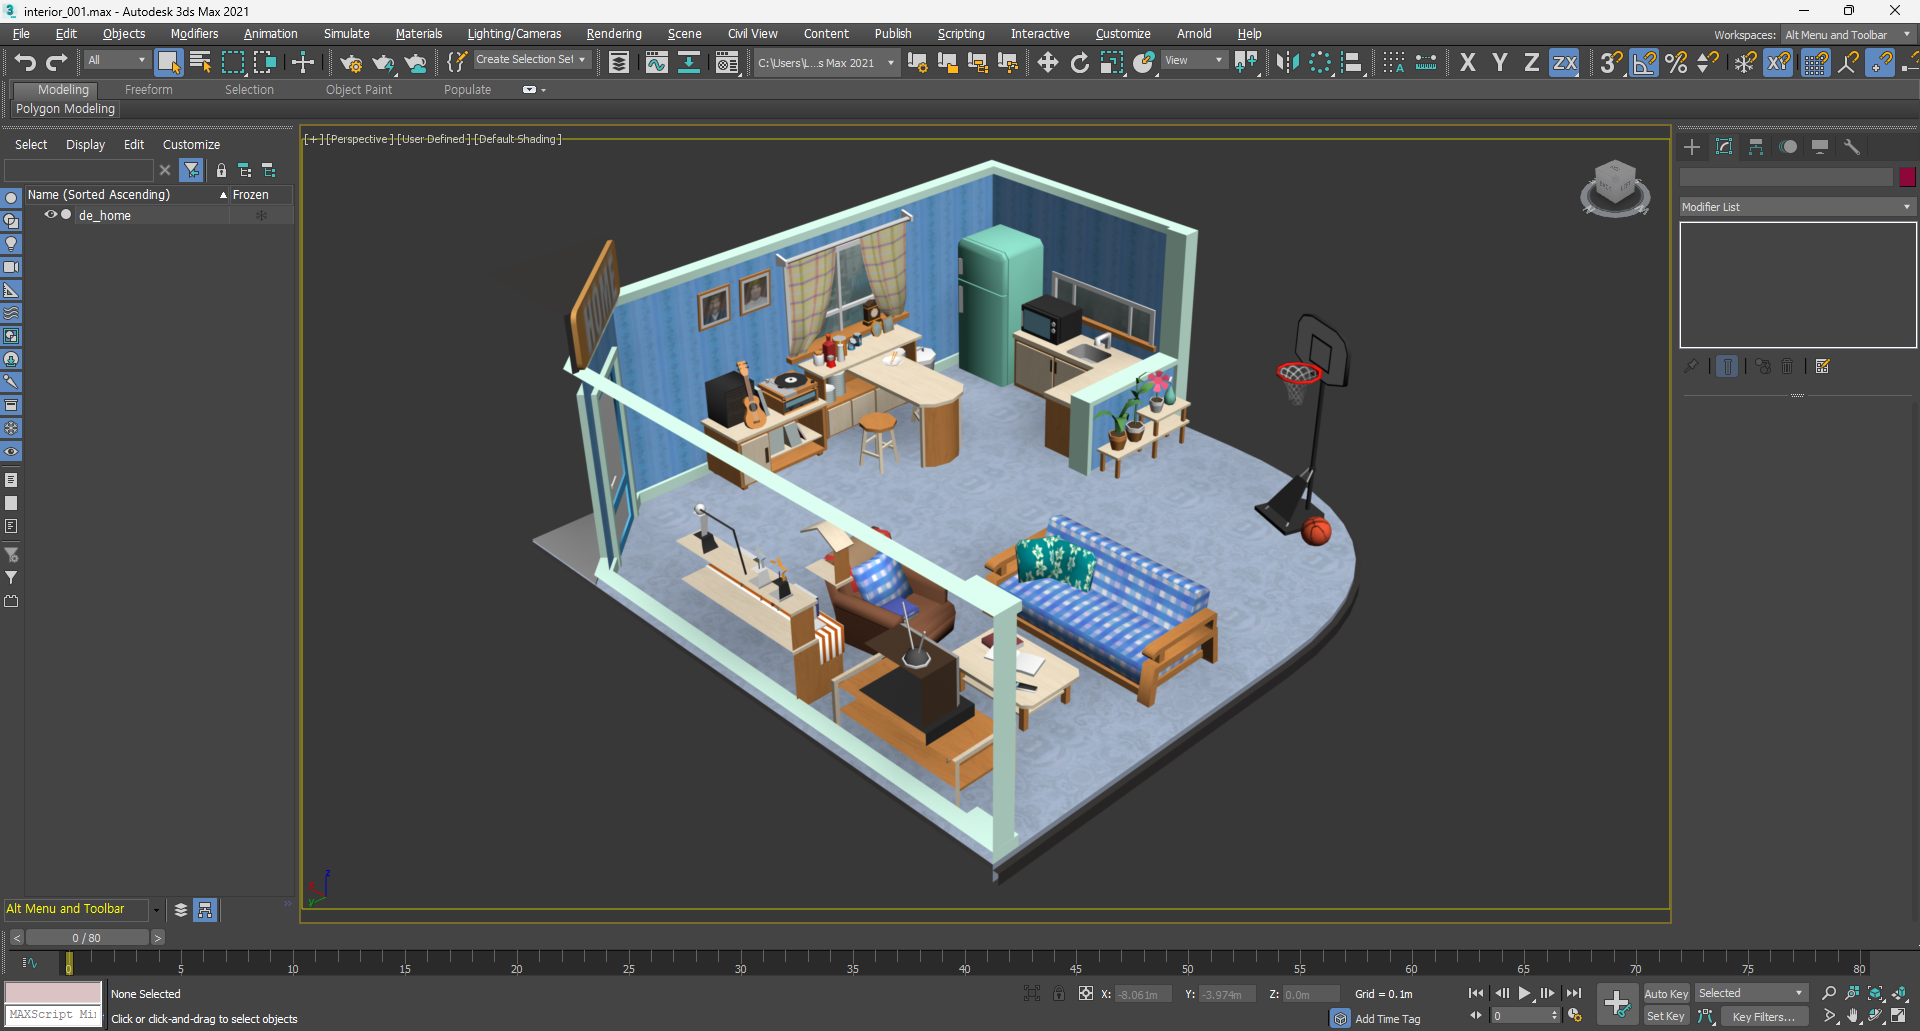 interior_001.max - Autodesk 3ds Max 2021
File Edit Objects Modifiers Animation Simulate Materials Lighting/Cameras Rendering Scene Civil View Content Publish Scripting Interactive Customize Arnold Help
Workspaces: Alt Menu and Toolbar
All
Create Selection Set
C:\Users\L...s Max 2021
View
X Y Z ZX
Modeling Freeform Selection Object Paint Populate
Polygon Modeling
Select Display Edit Customize
Name (Sorted Ascending) Frozen
de_home
[+] [Perspective] [User Defined] [Default Shading]
HOME
Modifier List
z
x
y
Alt Menu and Toolbar
0 / 80
0 5 10 15 20 25 30 35 40 45 50 55 60 65 70 75 80
None Selected
X: -8.061m Y: -3.974m Z: 0.0m Grid = 0.1m
Auto Key Selected
MAXScript Mi
Click or click-and-drag to select objects
Add Time Tag
0
Set Key Key Filters...